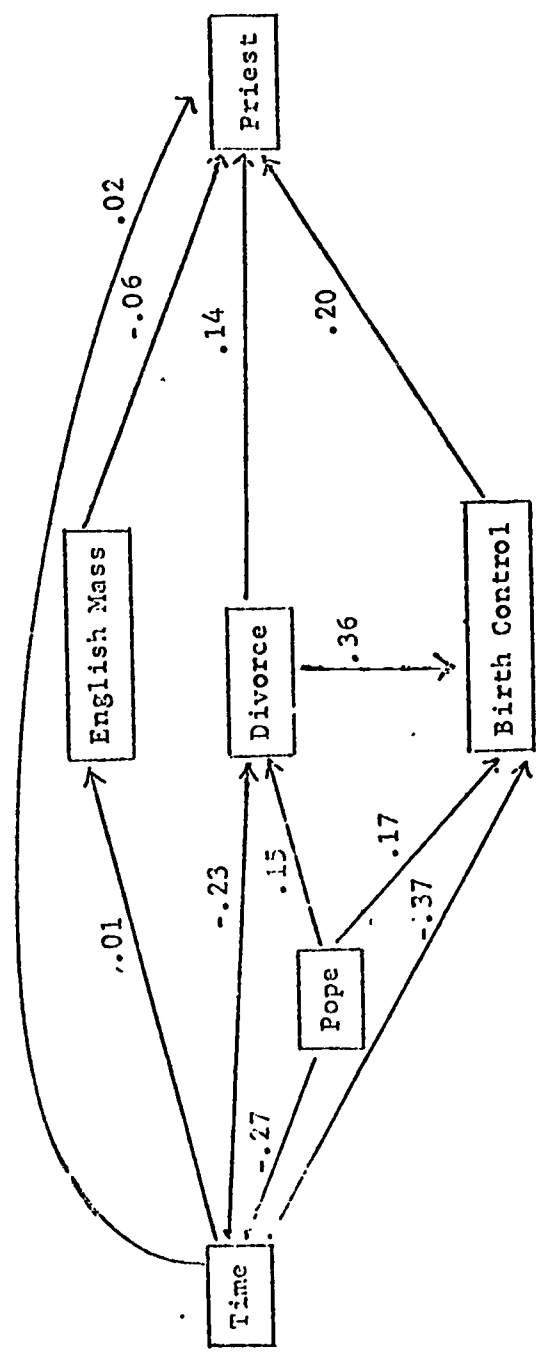 Time
.02
.01
-.06
English Mass
-.23
.14
Priest
Divorce
.15
-.27
Pope
.36
.20
.17
-.37
Birth Control